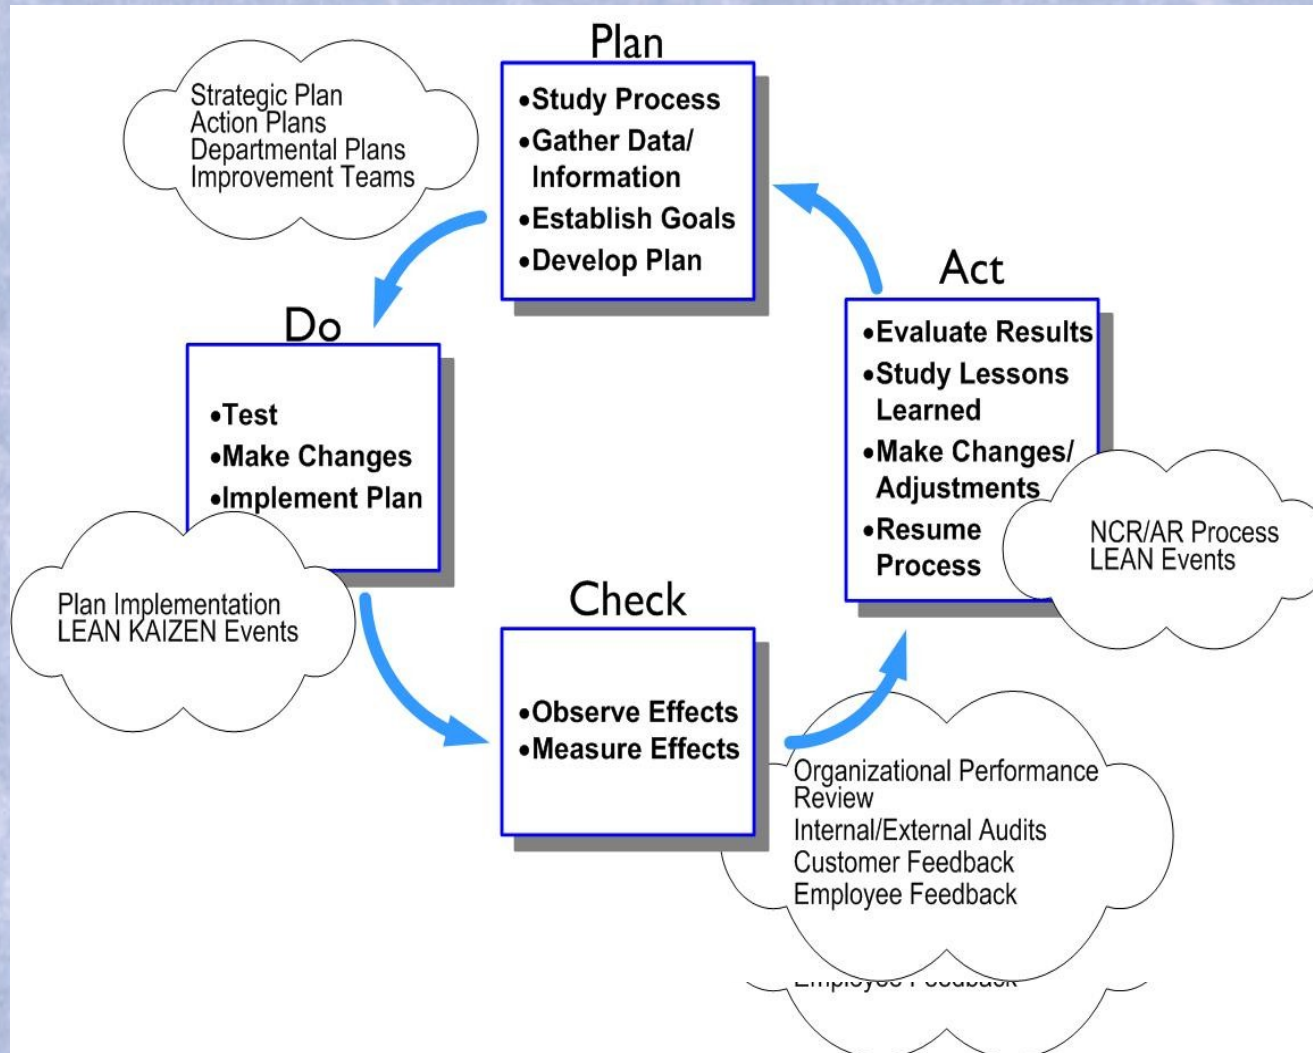 Plan
Strategic Plan
Action Plans
Departmental Plans
Improvement Teams
•Study Process
•Gather Data/
Information
•Establish Goals
•Develop Plan
Act
•Evaluate Results
•Study Lessons
Learned
•Make Changes/
Adjustments
•Resume
Process
NCR/AR Process
LEAN Events
Do
•Test
•Make Changes
•Implement Plan
Plan Implementation
LEAN KAIZEN Events
Check
•Observe Effects
•Measure Effects
Organizational Performance
Review
Internal/External Audits
Customer Feedback
Employee Feedback
Employee Feedback